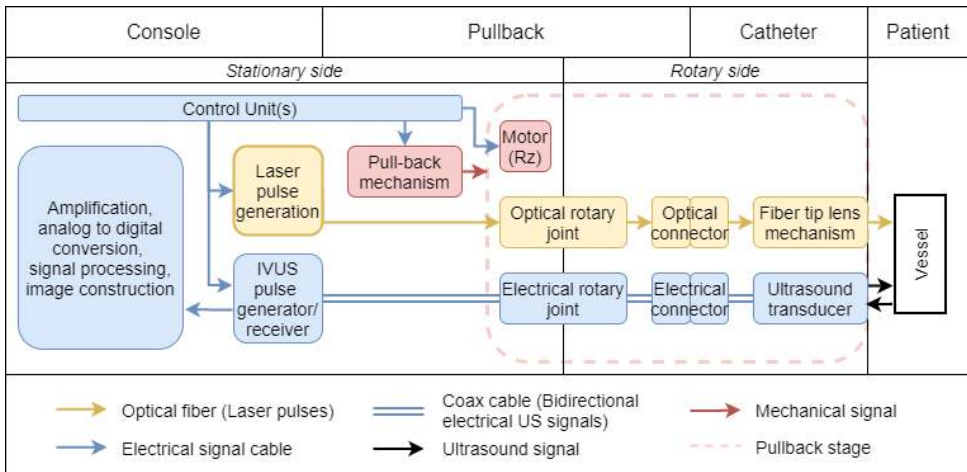 Console
Pullback
Catheter
Patient
Stationary side
Rotary side
Control Unit(s)
Motor
(Rz)
Pull-back
mechanism
Laser
pulse
generation
Amplification,
analog to digital
conversion,
signal processing,
image construction
Optical rotary
joint
Optical
connector
Fiber tip lens
mechanism
Vessel
IVUS
pulse
generator/
receiver
Electrical rotary
joint
Electrical
connector
Ultrasound
transducer
Optical fiber (Laser pulses)
Coax cable (Bidirectional
electrical US signals)
Mechanical signal
Electrical signal cable
Ultrasound signal
Pullback stage